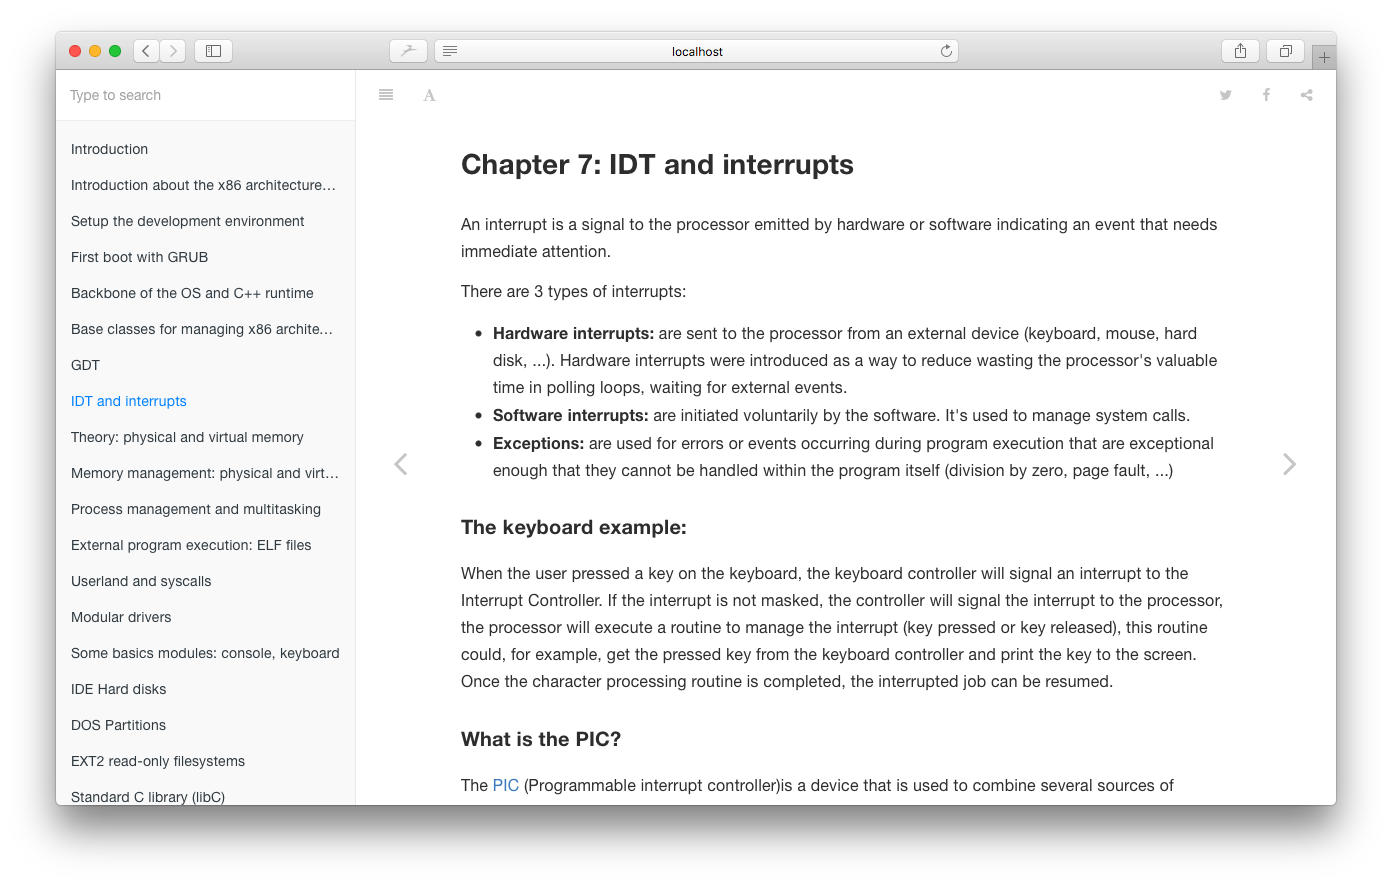 localhost
Type to search
Introduction
Introduction about the x86 architecture…
Setup the development environment
First boot with GRUB
Backbone of the OS and C++ runtime
Base classes for managing x86 archite…
GDT
IDT and interrupts
Theory: physical and virtual memory
Memory management: physical and virt…
Process management and multitasking
External program execution: ELF files
Userland and syscalls
Modular drivers
Some basics modules: console, keyboard
IDE Hard disks
DOS Partitions
EXT2 read-only filesystems
Standard C library (libC)
A
Chapter 7: IDT and interrupts
An interrupt is a signal to the processor emitted by hardware or software indicating an event that needs
immediate attention.
There are 3 types of interrupts:
• Hardware interrupts: are sent to the processor from an external device (keyboard, mouse, hard
disk, ...). Hardware interrupts were introduced as a way to reduce wasting the processor's valuable
time in polling loops, waiting for external events.
• Software interrupts: are initiated voluntarily by the software. It's used to manage system calls.
• Exceptions: are used for errors or events occurring during program execution that are exceptional
enough that they cannot be handled within the program itself (division by zero, page fault, ...)
The keyboard example:
When the user pressed a key on the keyboard, the keyboard controller will signal an interrupt to the
Interrupt Controller. If the interrupt is not masked, the controller will signal the interrupt to the processor,
the processor will execute a routine to manage the interrupt (key pressed or key released), this routine
could, for example, get the pressed key from the keyboard controller and print the key to the screen.
Once the character processing routine is completed, the interrupted job can be resumed.
What is the PIC?
The PIC (Programmable interrupt controller)is a device that is used to combine several sources of